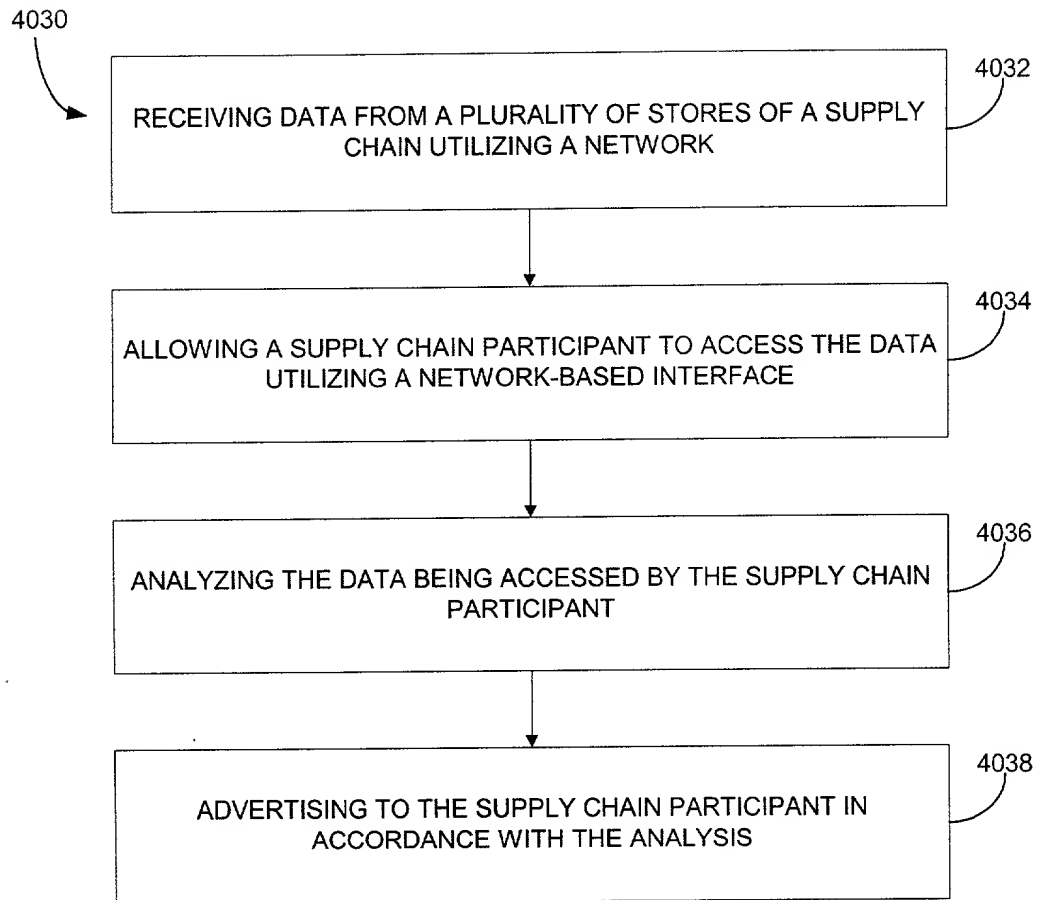 4030
4032
RECEIVING DATA FROM A PLURALITY OF STORES OF A SUPPLY
CHAIN UTILIZING A NETWORK
4034
ALLOWING A SUPPLY CHAIN PARTICIPANT TO ACCESS THE DATA
UTILIZING A NETWORK-BASED INTERFACE
4036
ANALYZING THE DATA BEING ACCESSED BY THE SUPPLY CHAIN
PARTICIPANT
4038
ADVERTISING TO THE SUPPLY CHAIN PARTICIPANT IN
ACCORDANCE WITH THE ANALYSIS